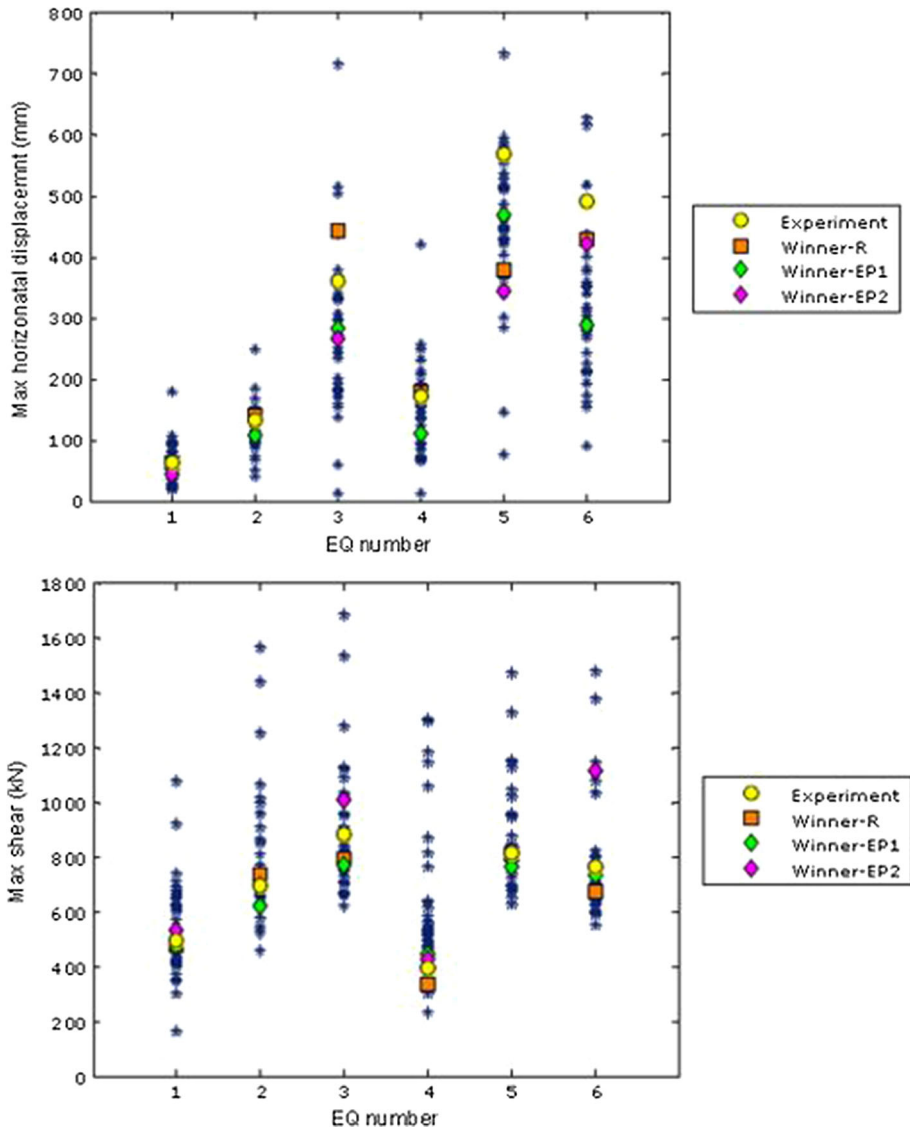 800
700
600
500
400
300
200
100
0
Max horizonatal displacemnt (mm)
1 2 3 4 5 6
EQ number
Experiment
Winner-R
Winner-EP1
Winner-EP2
1800
1600
1400
1200
1000
800
600
400
200
0
Max shear (kN)
1 2 3 4 5 6
EQ number
Experiment
Winner-R
Winner-EP1
Winner-EP2